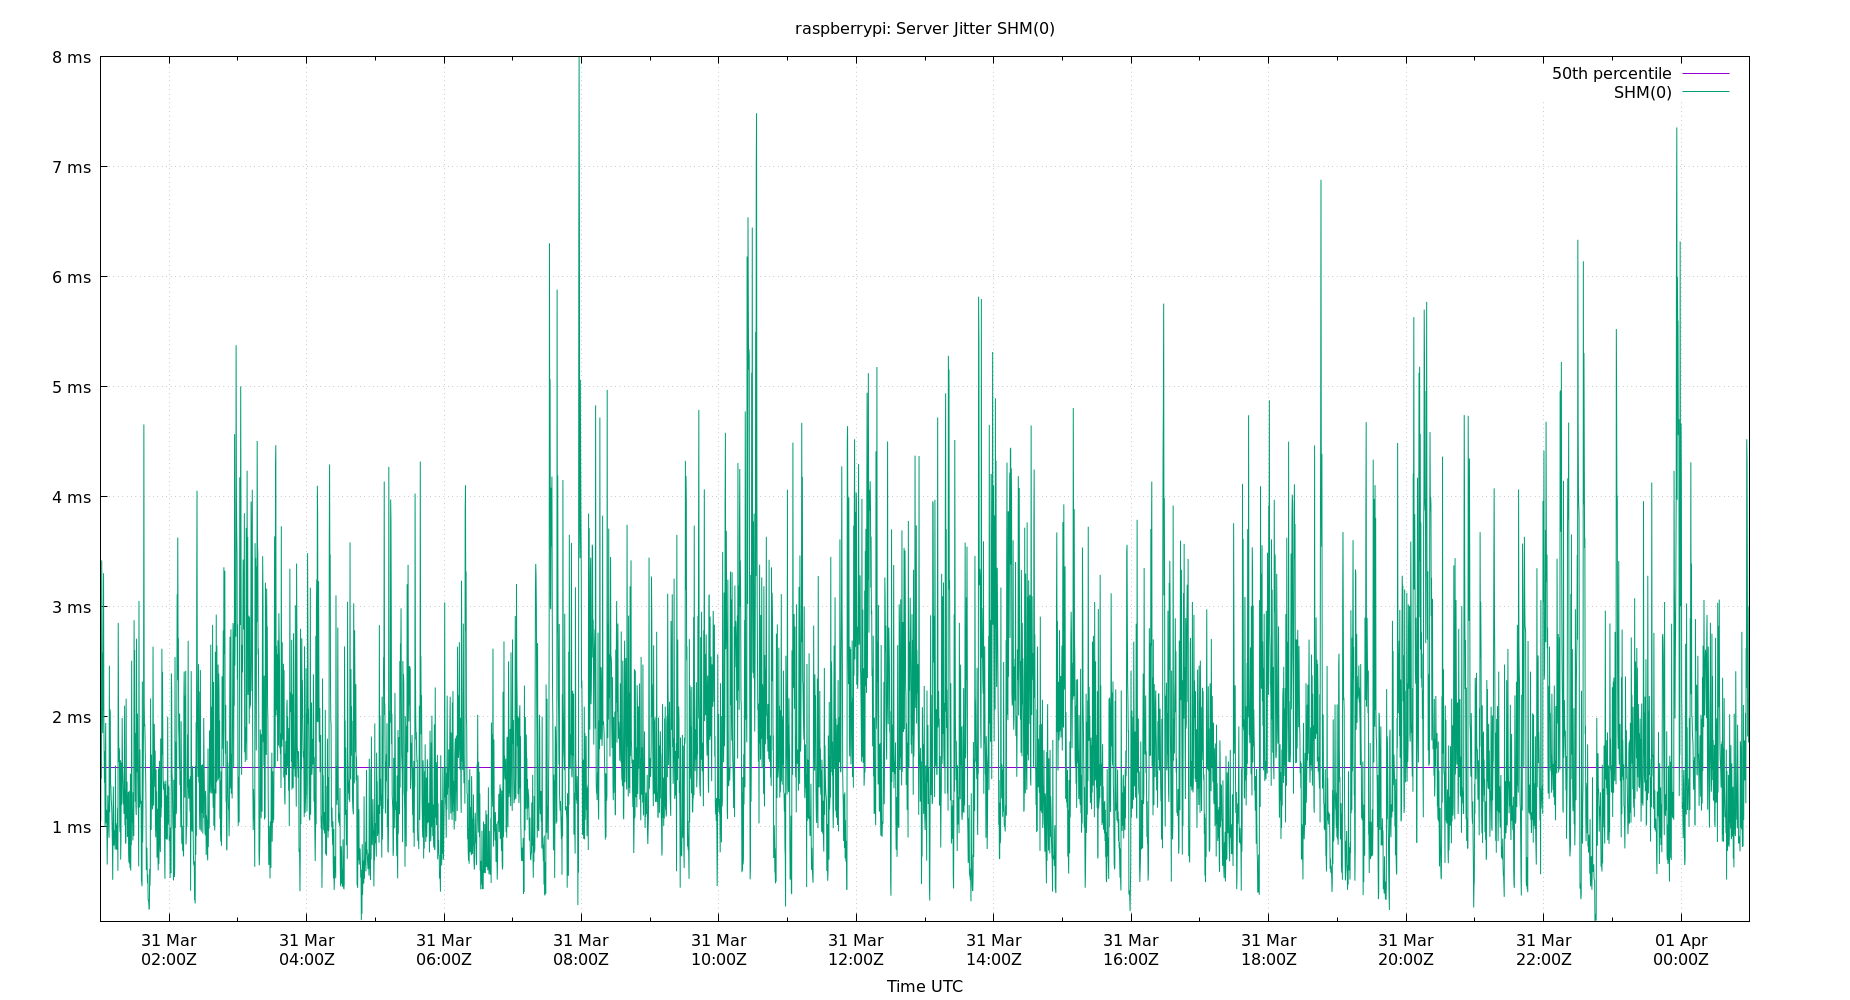 raspberrypi: Server Jitter SHM(0)
8 ms
7 ms
6 ms
5 ms
4 ms
3 ms
2 ms
1 ms
50th percentile
SHM(0)
31 Mar 31 Mar 31 Mar 31 Mar 31 Mar 31 Mar 31 Mar 31 Mar 31 Mar 31 Mar 31 Mar 01 Apr
02:00Z 04:00Z 06:00Z 08:00Z 10:00Z 12:00Z 14:00Z 16:00Z 18:00Z 20:00Z 22:00Z 00:00Z
Time UTC